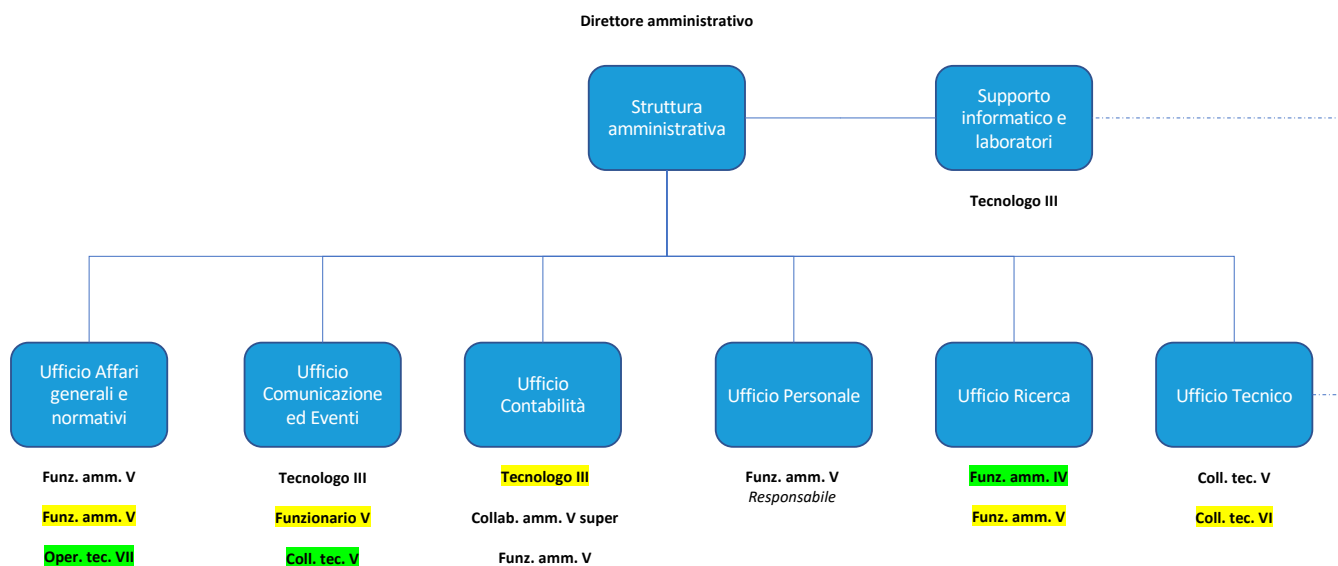 Direttore amministrativo
Struttura
amministrativa
Supporto
informatico e
laboratori
Tecnologo III
Ufficio Affari
generali e
normativi
Ufficio
Comunicazione
ed Eventi
Ufficio
Contabilità
Ufficio Personale
Ufficio Ricerca
Ufficio Tecnico
Funz. amm. V
Funz. amm. V
Oper. tec. VII
Tecnologo III
Funzionario V
Coll. tec. V
Tecnologo III
Collab. amm. V super
Funz. amm. V
Funz. amm. V
Responsabile
Funz. amm. IV
Funz. amm. V
Coll. tec. V
Coll. tec. VI